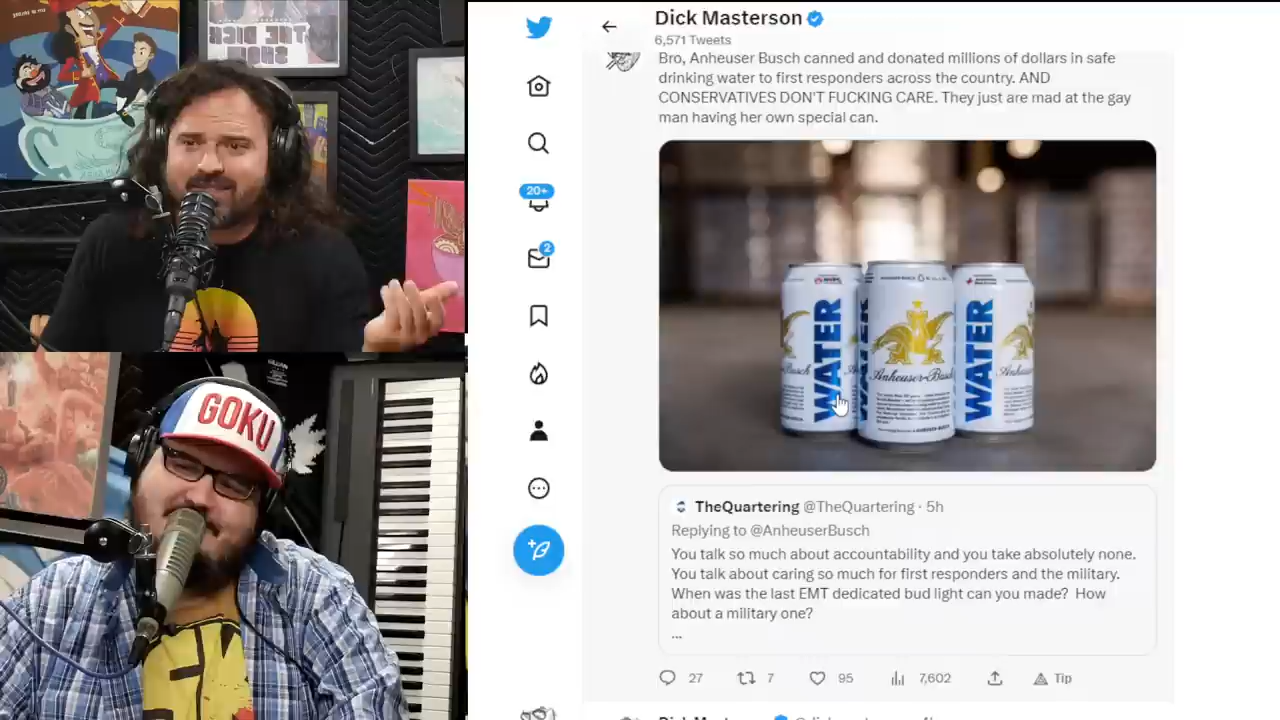 THE DICK
SHOW
GOKU
Dick Masterson
6,571 Tweets
Bro, Anheuser Busch canned and donated millions of dollars in safe
drinking water to first responders across the country. AND
CONSERVATIVES DON'T FUCKING CARE. They just are mad at the gay
man having her own special can.
20+
2
WATER
WATER
Anheuser-Busch
WATER
TheQuartering @TheQuartering · 5h
Replying to @AnheuserBusch
You talk so much about accountability and you take absolutely none.
You talk about caring so much for first responders and the military.
When was the last EMT dedicated bud light can you made? How
about a military one?
...
27
7
95
7,602
Tip